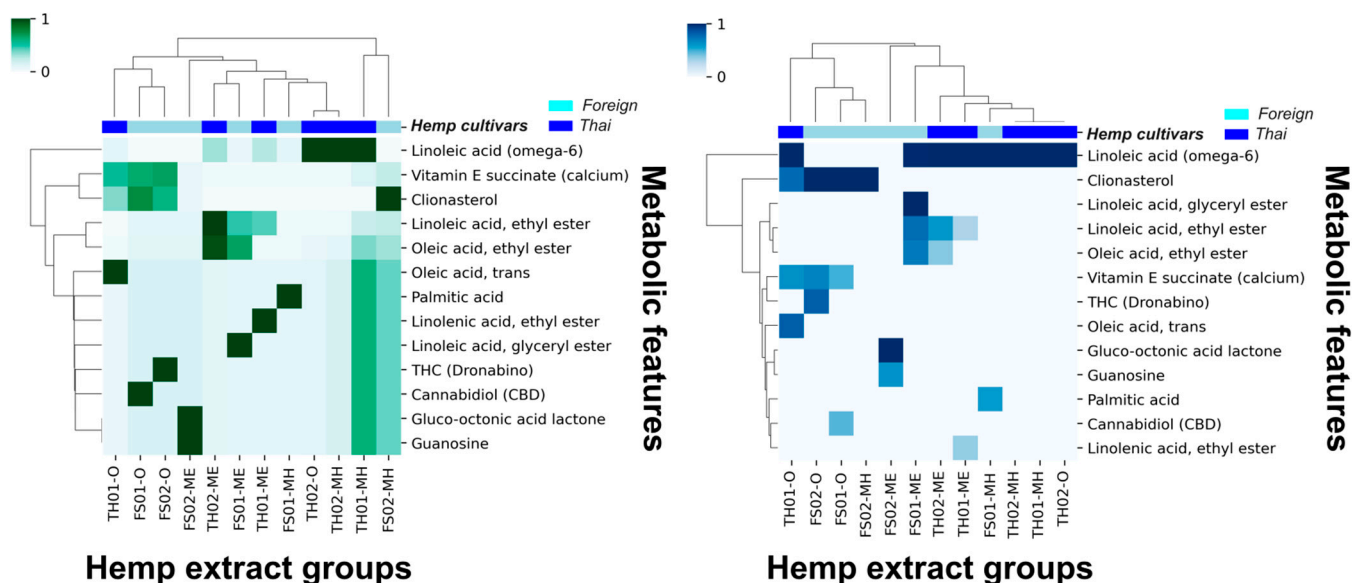 1
0
Foreign
Hemp cultivars
Thai
Linoleic acid (omega-6)
Vitamin E succinate (calcium)
Clionasterol
Linoleic acid, ethyl ester
Oleic acid, ethyl ester
Oleic acid, trans
Palmitic acid
Linolenic acid, ethyl ester
Linoleic acid, glyceryl ester
THC (Dronabino)
Cannabidiol (CBD)
Gluco-octonic acid lactone
Guanosine
Metabolic features
TH01-O
FS01-O
FS02-O
FS02-ME
TH02-ME
FS01-ME
TH01-ME
FS01-MH
TH02-O
TH02-MH
TH01-MH
FS02-MH
Hemp extract groups
1
0
Foreign
Hemp cultivars
Thai
Linoleic acid (omega-6)
Clionasterol
Linoleic acid, glyceryl ester
Linoleic acid, ethyl ester
Oleic acid, ethyl ester
Vitamin E succinate (calcium)
THC (Dronabino)
Oleic acid, trans
Gluco-octonic acid lactone
Guanosine
Palmitic acid
Cannabidiol (CBD)
Linolenic acid, ethyl ester
Metabolic features
TH01-O
FS02-O
FS01-O
FS02-MH
FS02-ME
FS01-ME
TH02-ME
TH01-ME
FS01-MH
TH02-MH
TH01-MH
TH02-O
Hemp extract groups